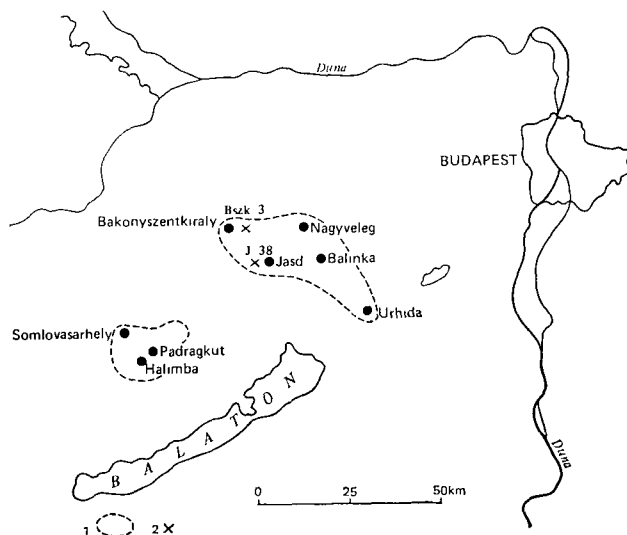 Duna
BUDAPEST
Bszk 3
Bakonyszentkiraly
Nagyveleg
J 38
Jasd
Balinka
Urhida
Somlovasarhely
Padragkut
Halimba
BALATON
0 25 50km
Duna
1 2